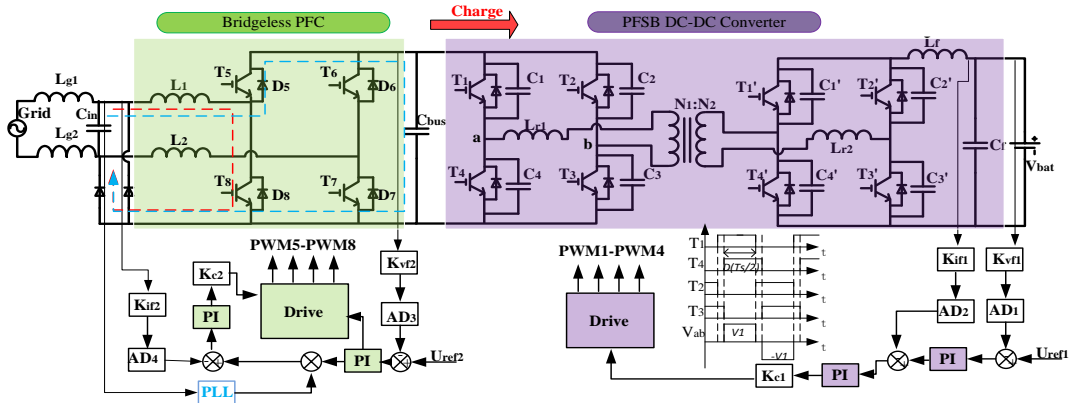 Bridgeless PFC
Charge
PFSB DC-DC Converter
Lg1
Grid
Cin
Lg2
L1
L2
T5
D5
T6
D6
T8
D8
T7
D7
Cbus
T1
C1
T2
C2
a
Lr1
b
T4
C4
T3
C3
N1:N2
Lf
T1'
C1'
T2'
C2'
Lr2
T4'
C4'
T3'
C3'
Cf
Vbat
PWM5-PWM8
Kc2
Kif2
PI
Drive
Kvf2
AD3
AD4
PLL
PI
Uref2
PWM1-PWM4
Drive
T1
D(Ts/2)
t
T4
t
T2
t
T3
t
Vab
V1
-V1
t
Kif1
Kvf1
AD2
AD1
Kc1
PI
PI
Uref1